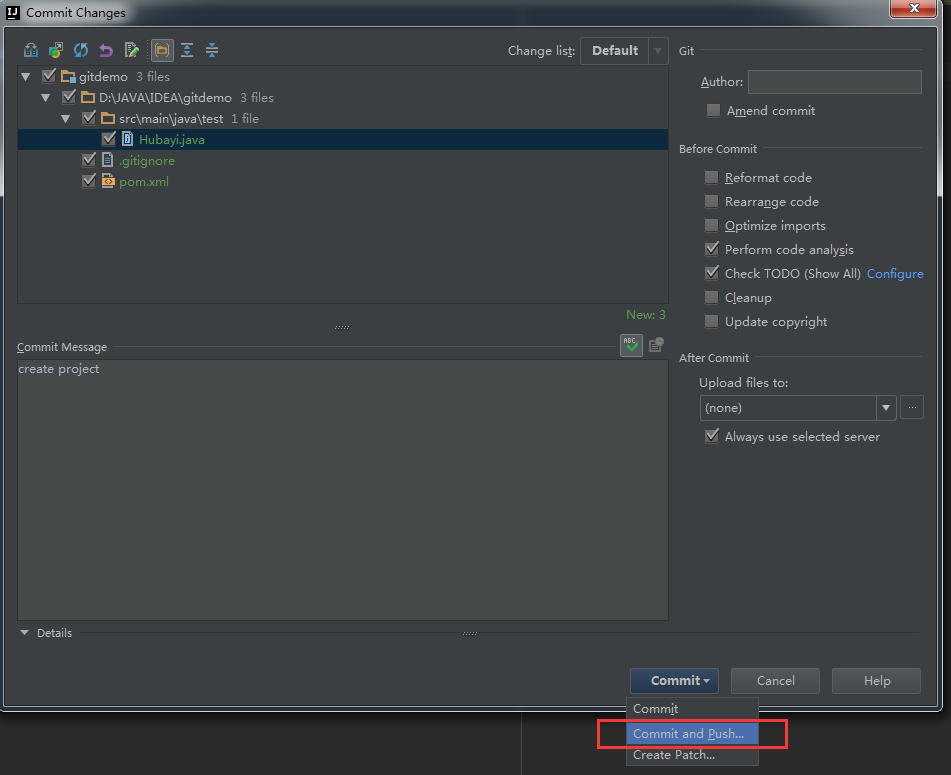 Commit Changes
Change list: Default
gitdemo 3 files
D:\JAVA\IDEA\gitdemo 3 files
src\main\java\test 1 file
Hubayi.java
.gitignore
pom.xml
New: 3
Commit Message
create project
Details
Git
Author:
Amend commit
Before Commit
Reformat code
Rearrange code
Optimize imports
Perform code analysis
Check TODO (Show All) Configure
Cleanup
Update copyright
After Commit
Upload files to:
(none)
...
Always use selected server
Commit Cancel Help
Commit
Commit and Push...
Create Patch...